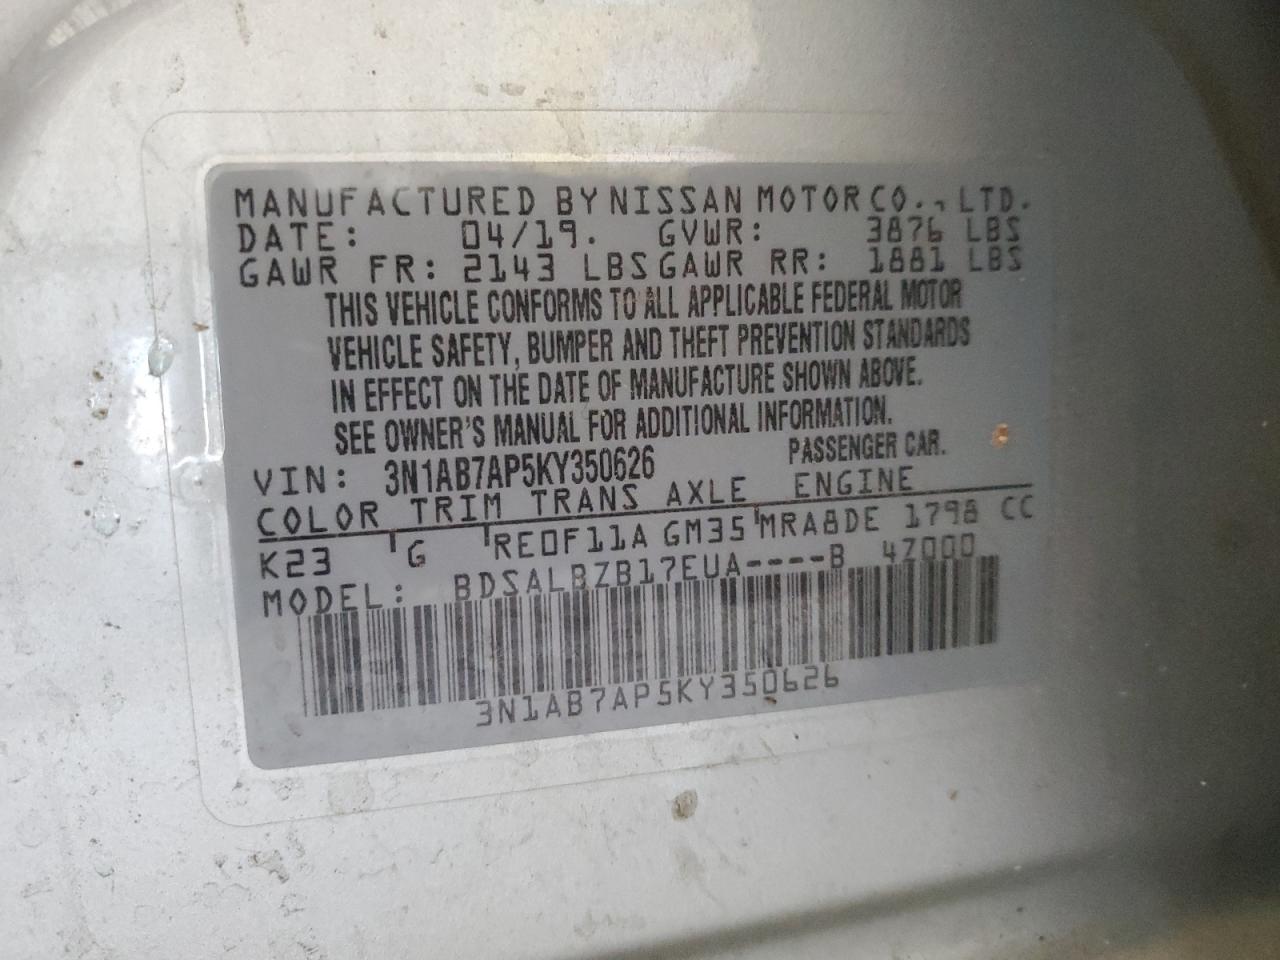 MANUFACTURED BY NISSAN MOTOR CO., LTD.
DATE: 04/19. GVWR: 3876 LBS
GAWR FR: 2143 LBS GAWR RR: 1881 LBS
THIS VEHICLE CONFORMS TO ALL APPLICABLE FEDERAL MOTOR
VEHICLE SAFETY, BUMPER AND THEFT PREVENTION STANDARDS
IN EFFECT ON THE DATE OF MANUFACTURE SHOWN ABOVE.
SEE OWNER'S MANUAL FOR ADDITIONAL INFORMATION.
VIN: 3N1AB7AP5KY350626 PASSENGER CAR.
COLOR TRIM TRANS AXLE ENGINE
K23 G RE0F11A GM35 MRA8DE 1798 CC
MODEL: BDSALBZB17EUA----B 47000
3N1AB7AP5KY350626